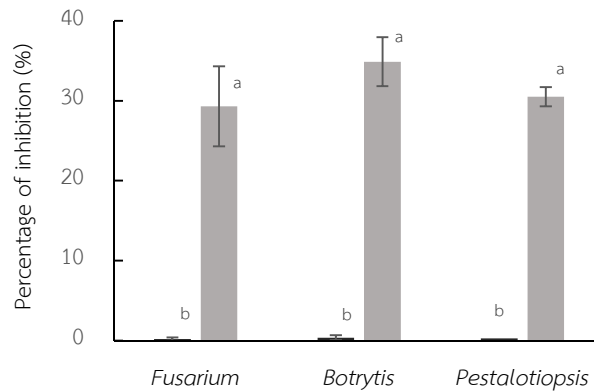 40
30
20
10
0
Percentage of inhibition (%)
b
a
b
a
b
a
Fusarium
Botrytis
Pestalotiopsis